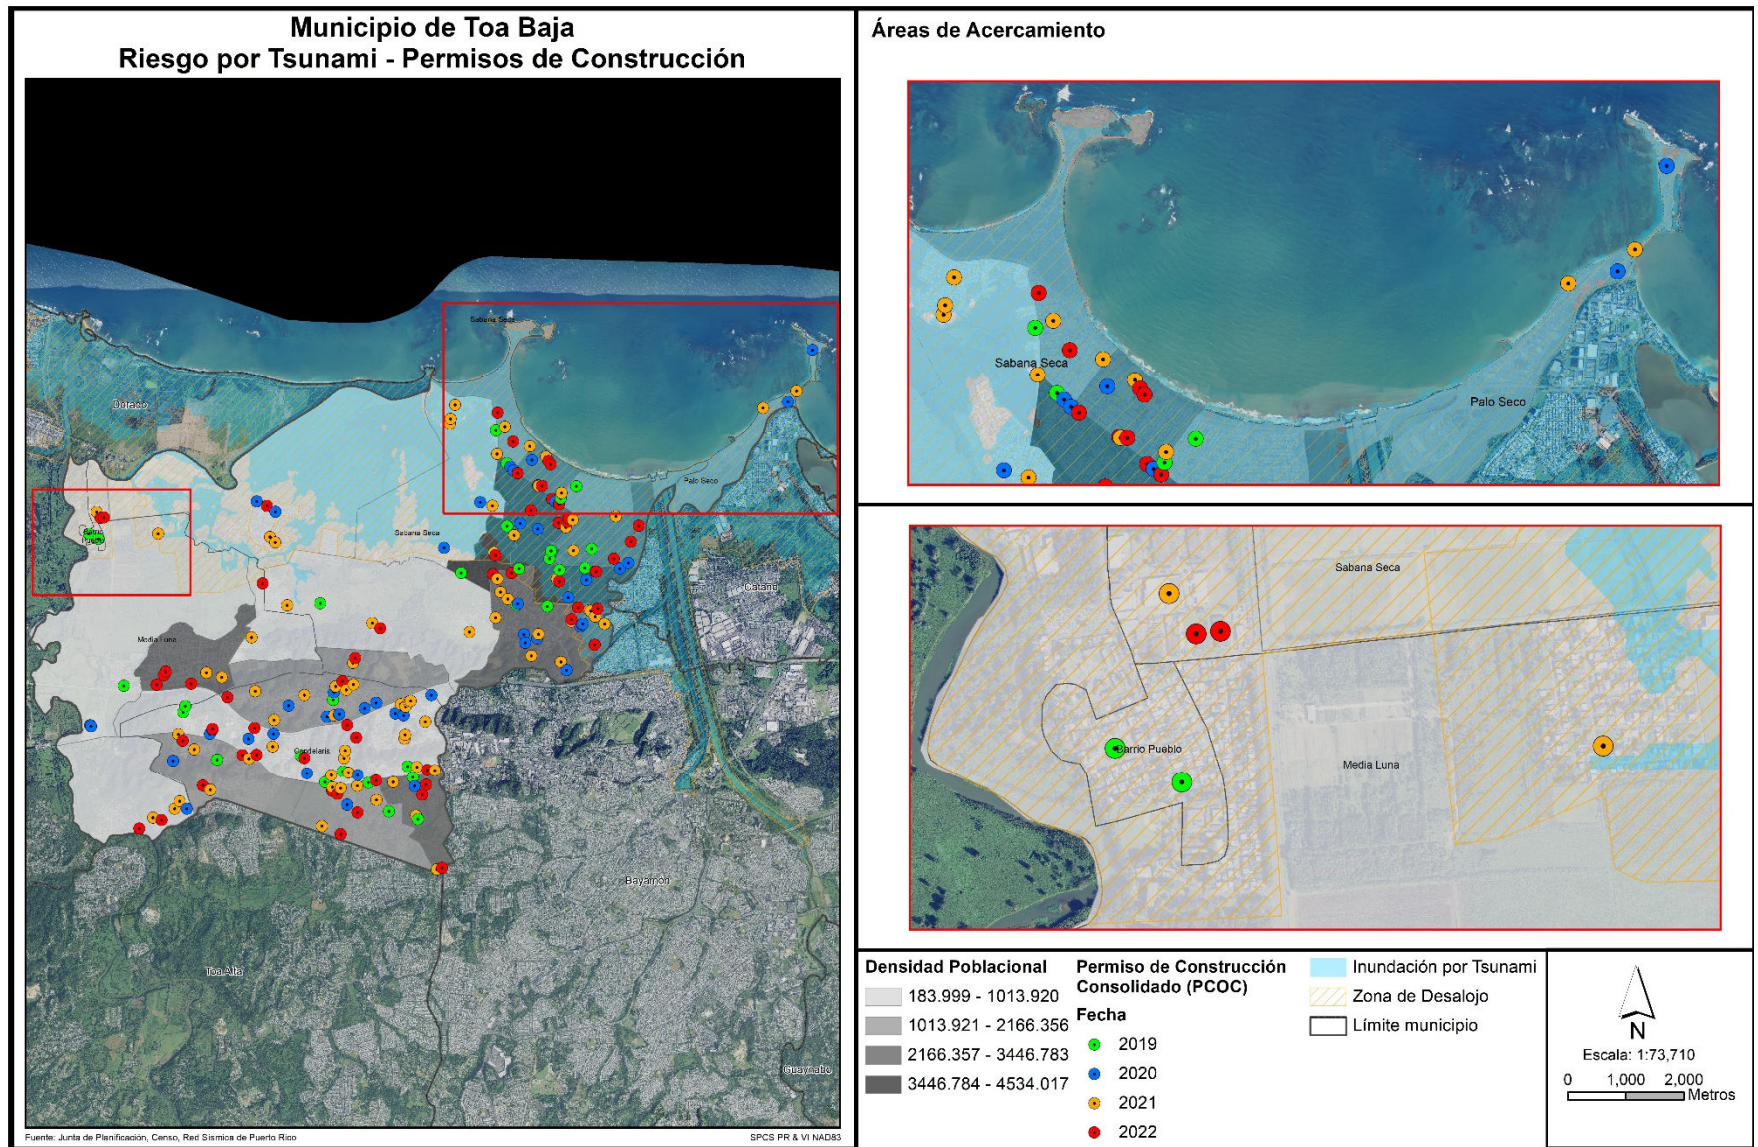 Municipio de Toa Baja
Riesgo por Tsunami - Permisos de Construcción
Sabana Seca
Dorado
Palo Seco
Barrio
Pueblo
Sabana Seca
Cataño
Media Luna
Candelaria
Bayamón
Toa Alta
Guaynabo
Fuente: Junta de Planificación, Censo, Red Sísmica de Puerto Rico
SPCS PR & VI NAD83
Áreas de Acercamiento
Sabana Seca
Palo Seco
Sabana Seca
Barrio Pueblo
Media Luna
Densidad Poblacional
183.999 - 1013.920
1013.921 - 2166.356
2166.357 - 3446.783
3446.784 - 4534.017
Permiso de Construcción
Consolidado (PCOC)
Fecha
2019
2020
2021
2022
Inundación por Tsunami
Zona de Desalojo
Límite municipio
N
Escala: 1:73,710
0 1,000 2,000
Metros